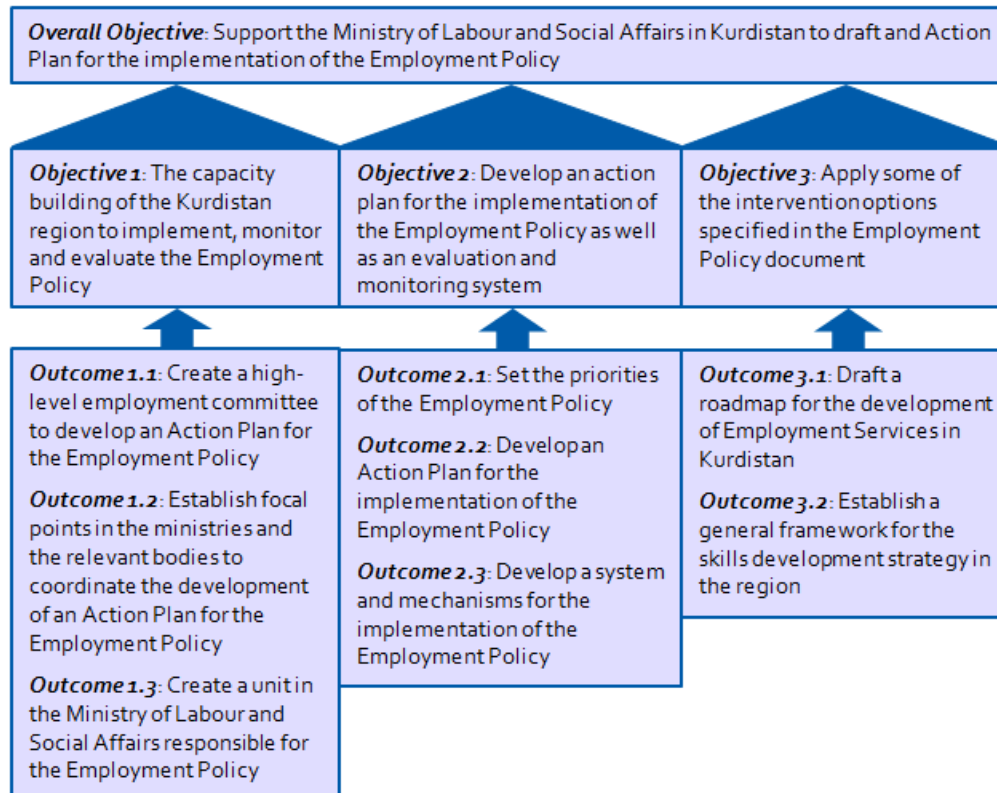 Overall Objective: Support the Ministry of Labour and Social Affairs in Kurdistan to draft and Action
Plan for the implementation of the Employment Policy
Objective 1: The capacity
building of the Kurdistan
region to implement, monitor
and evaluate the Employment
Policy
Objective 2: Develop an action
plan for the implementation of
the Employment Policy as well
as an evaluation and
monitoring system
Objective 3: Apply some of
the intervention options
specified in the Employment
Policy document
Outcome 1.1: Create a high-
level employment committee
to develop an Action Plan for
the Employment Policy
Outcome 1.2: Establish focal
points in the ministries and
the relevant bodies to
coordinate the development
of an Action Plan for the
Employment Policy
Outcome 1.3: Create a unit in
the Ministry of Labour and
Social Affairs responsible for
the Employment Policy
Outcome 2.1: Set the priorities
of the Employment Policy
Outcome 2.2: Develop an
Action Plan for the
implementation of the
Employment Policy
Outcome 2.3: Develop a system
and mechanisms for the
implementation of the
Employment Policy
Outcome 3.1: Draft a
roadmap for the development
of Employment Services in
Kurdistan
Outcome 3.2: Establish a
general framework for the
skills development strategy in
the region